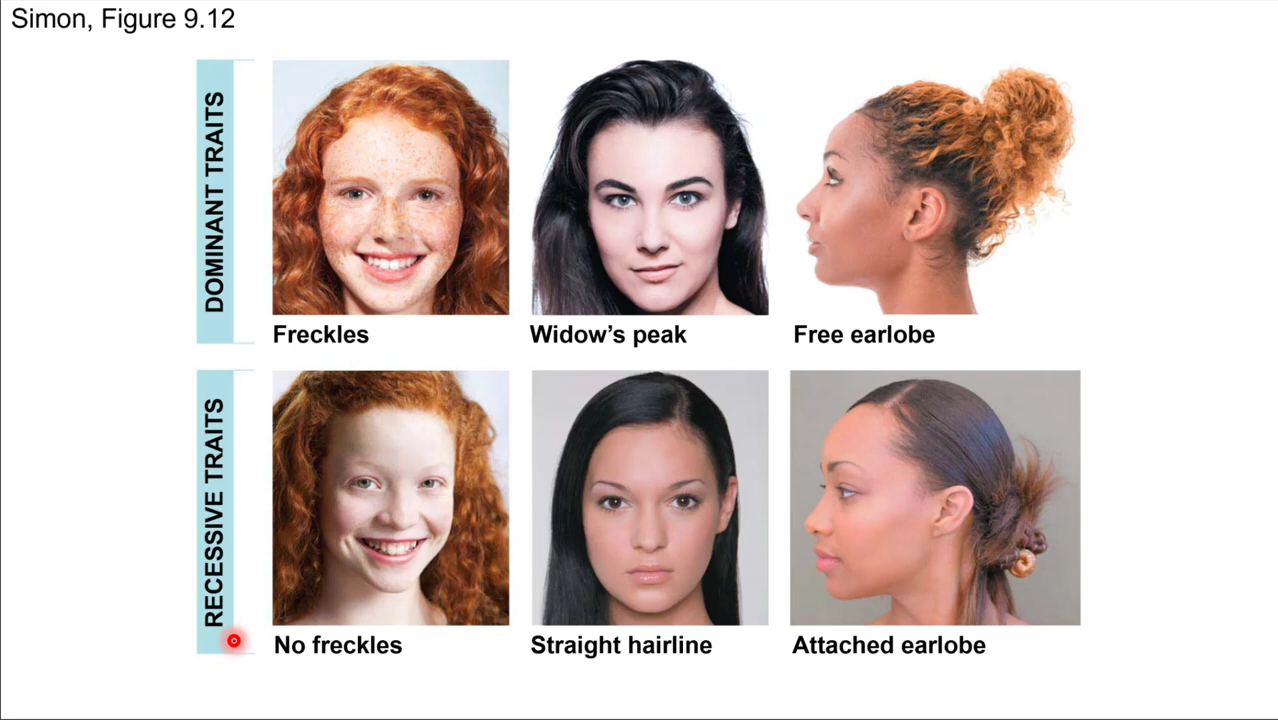 Simon, Figure 9.12
DOMINANT TRAITS
Freckles
Widow’s peak
Free earlobe
RECESSIVE TRAITS
No freckles
Straight hairline
Attached earlobe